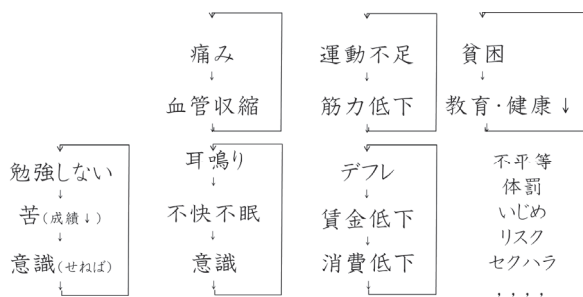 痛み
↓
血管収縮
運動不足
↓
筋力低下
貧困
↓
教育・健康↓
勉強しない
↓
苦(成績↓)
↓
意識(せねば)
耳鳴り
↓
不快不眠
↓
意識
デフレ
↓
賃金低下
↓
消費低下
不平等
体罰
いじめ
リスク
セクハラ
，，，，